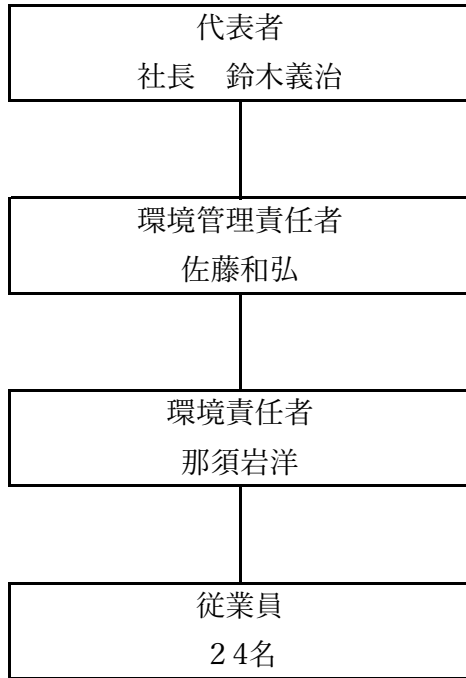 代表者
社長　鈴木義治
環境管理責任者
佐藤和弘
環境責任者
那須岩洋
従業員
２４名